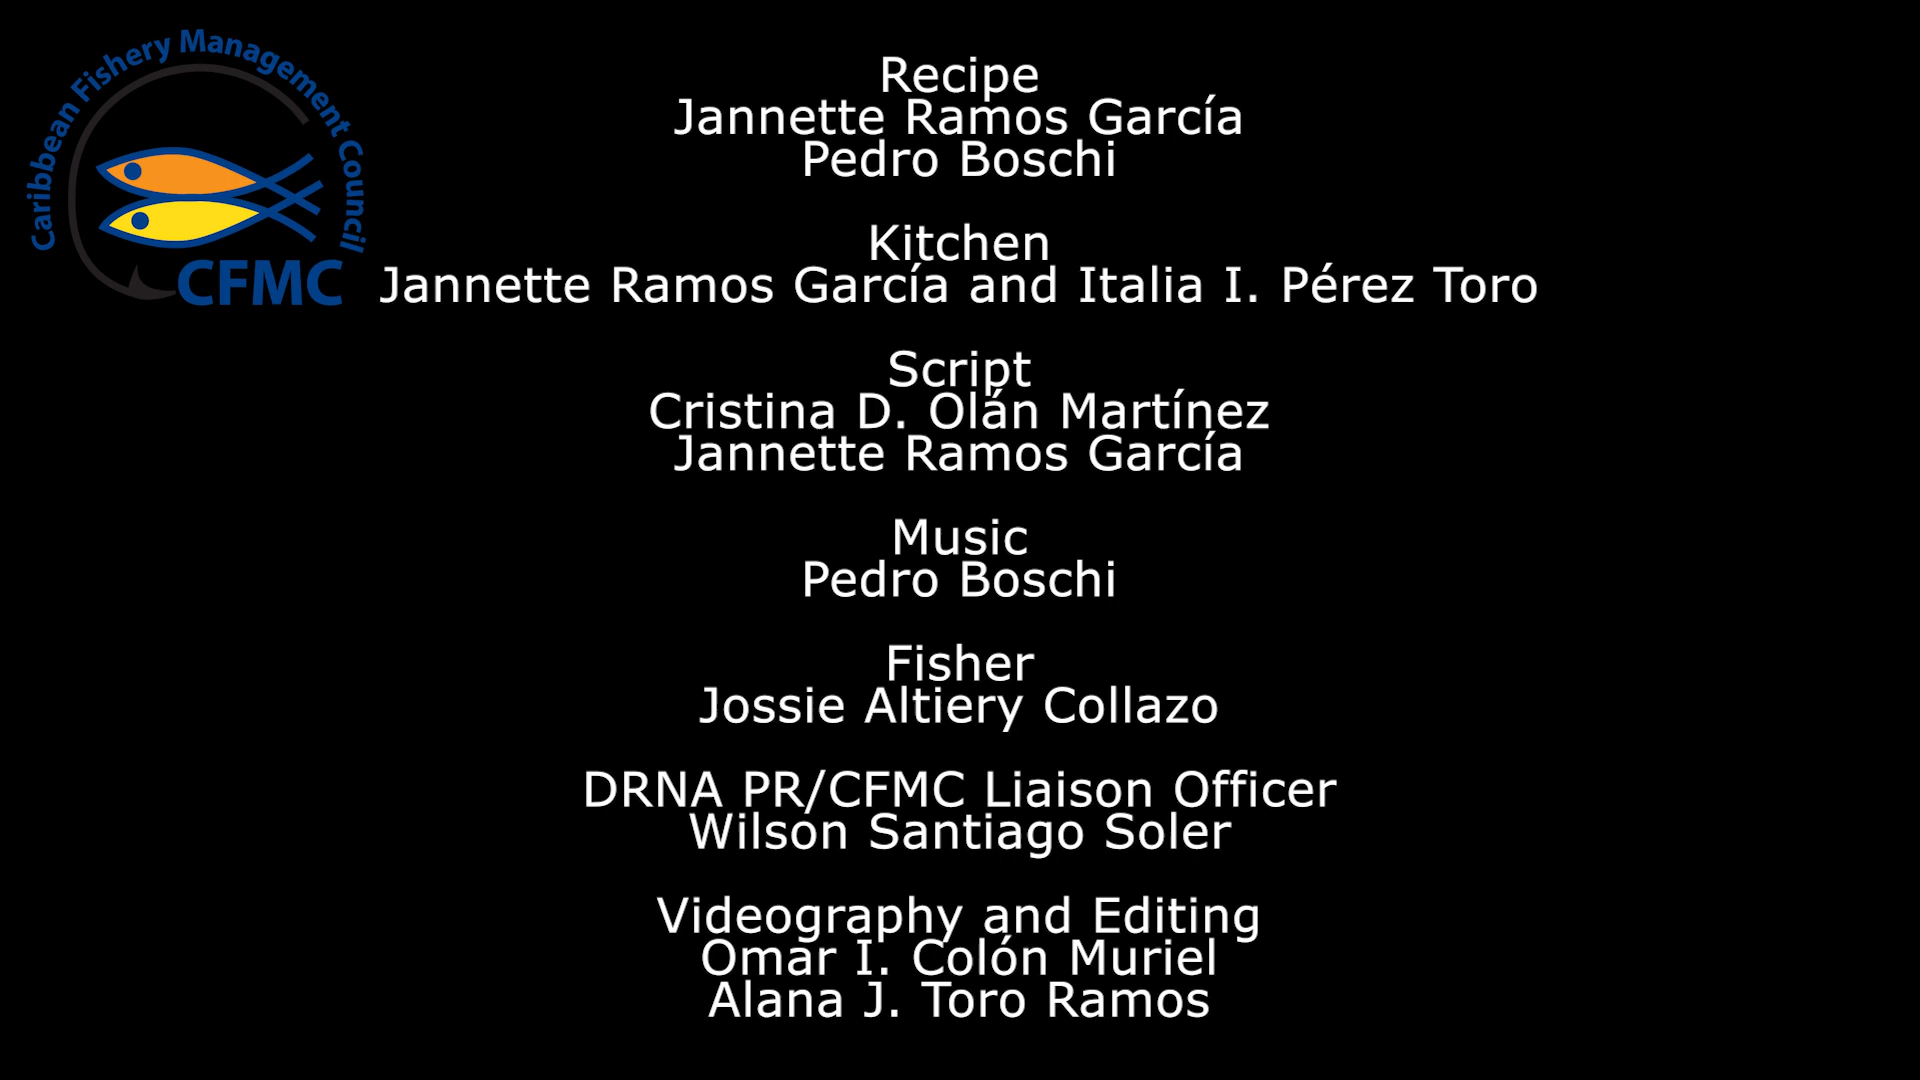 Caribbean Fishery Management Council
CFMC
Recipe
Jannette Ramos García
Pedro Boschi
Kitchen
Jannette Ramos García and Italia I. Pérez Toro
Script
Cristina D. Olán Martínez
Jannette Ramos García
Music
Pedro Boschi
Fisher
Jossie Altiery Collazo
DRNA PR/CFMC Liaison Officer
Wilson Santiago Soler
Videography and Editing
Omar I. Colón Muriel
Alana J. Toro Ramos